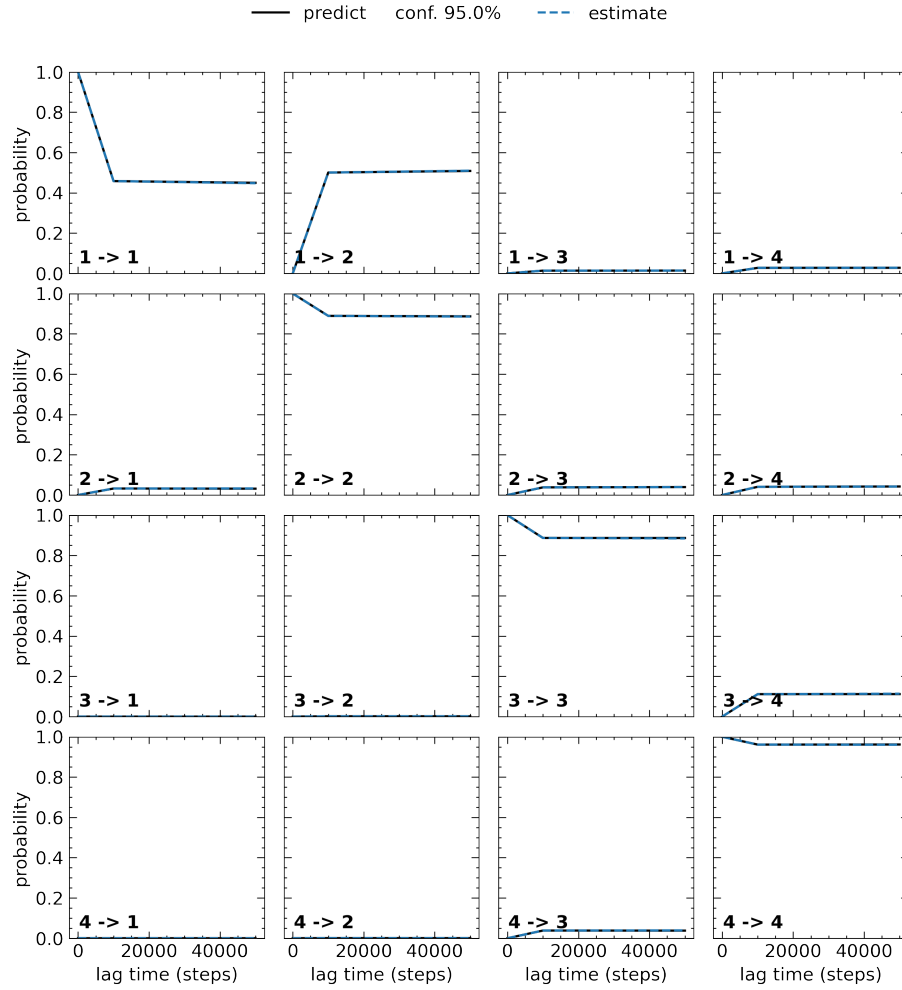 predict conf. 95.0% estimate
1.0
0.8
0.6
0.4
0.2
0.0
probability
1 -> 1
1 -> 2
1 -> 3
1 -> 4
1.0
0.8
0.6
0.4
0.2
0.0
probability
2 -> 1
2 -> 2
2 -> 3
2 -> 4
1.0
0.8
0.6
0.4
0.2
0.0
probability
3 -> 1
3 -> 2
3 -> 3
3 -> 4
1.0
0.8
0.6
0.4
0.2
0.0
probability
4 -> 1
4 -> 2
4 -> 3
4 -> 4
0 20000 40000
0 20000 40000
0 20000 40000
0 20000 40000
lag time (steps)
lag time (steps)
lag time (steps)
lag time (steps)